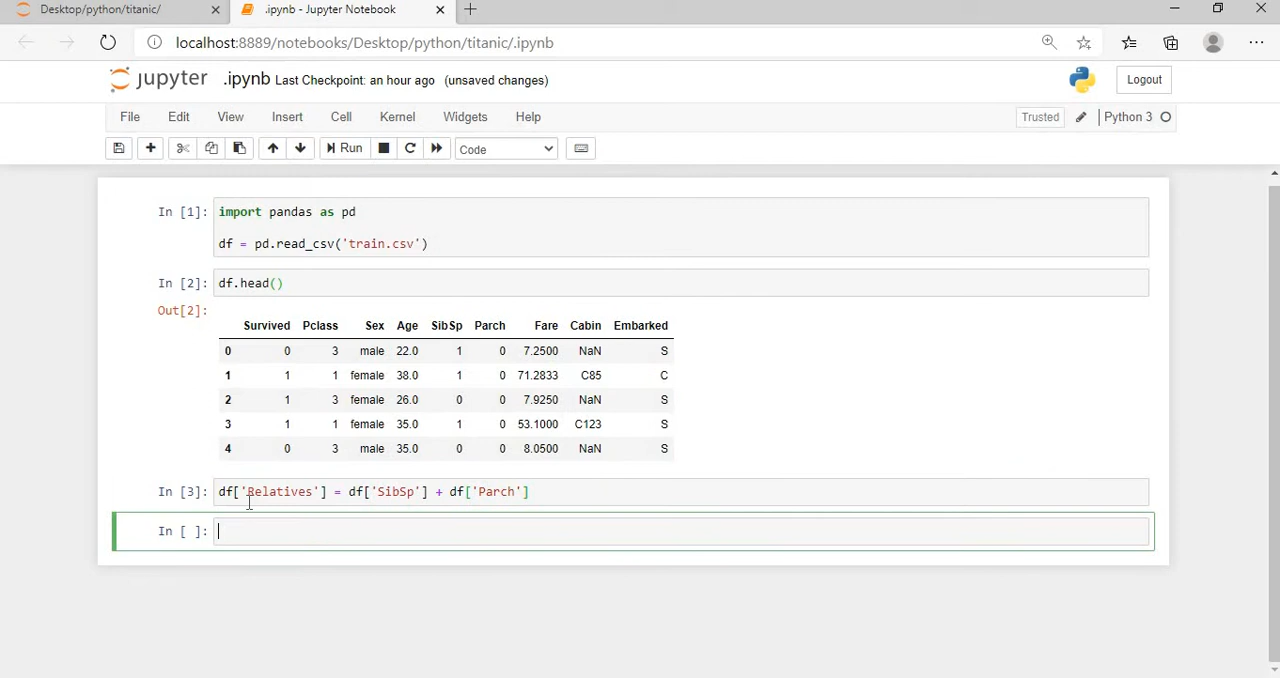 Desktop/python/titanic/
.ipynb - Jupyter Notebook
localhost:8889/notebooks/Desktop/python/titanic/.ipynb
jupyter .ipynb Last Checkpoint: an hour ago (unsaved changes)
Logout
File Edit View Insert Cell Kernel Widgets Help
Trusted
Python 3
Run
Code
In [1]: import pandas as pd
df = pd.read_csv('train.csv')
In [2]: df.head()
Out[2]:
Survived Pclass Sex Age SibSp Parch Fare Cabin Embarked
0 0 3 male 22.0 1 0 7.2500 NaN S
1 1 1 female 38.0 1 0 71.2833 C85 C
2 1 3 female 26.0 0 0 7.9250 NaN S
3 1 1 female 35.0 1 0 53.1000 C123 S
4 0 3 male 35.0 0 0 8.0500 NaN S
In [3]: df['Relatives'] = df['SibSp'] + df['Parch']
In [ ]: